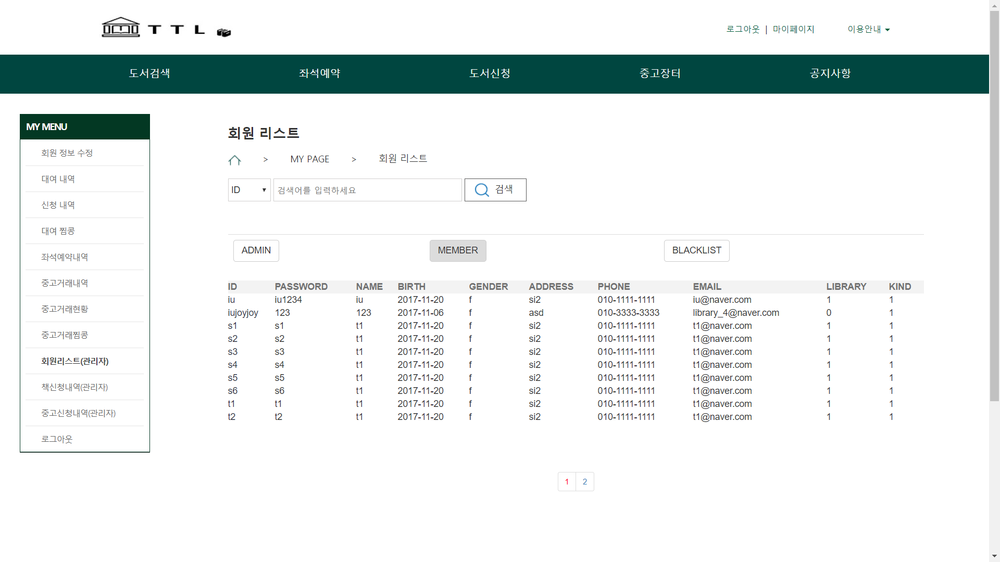 TTL
로그아웃 | 마이페이지 이용안내
도서검색 좌석예약 도서신청 중고장터 공지사항
MY MENU
회원 정보 수정
대여 내역
신청 내역
대여 찜콩
좌석예약내역
중고거래내역
중고거래현황
중고거래찜콩
회원리스트(관리자)
책신청내역(관리자)
중고신청내역(관리자)
로그아웃
회원 리스트
> MY PAGE > 회원 리스트
ID 검색어를 입력하세요 검색
ADMIN MEMBER BLACKLIST
ID PASSWORD NAME BIRTH GENDER ADDRESS PHONE EMAIL LIBRARY KIND
iu iu1234 iu 2017-11-20 f si2 010-1111-1111 iu@naver.com 1 1
iujoyjoy 123 123 2017-11-06 f asd 010-3333-3333 library_4@naver.com 0 1
s1 s1 t1 2017-11-20 f si2 010-1111-1111 t1@naver.com 1 1
s2 s2 t1 2017-11-20 f si2 010-1111-1111 t1@naver.com 1 1
s3 s3 t1 2017-11-20 f si2 010-1111-1111 t1@naver.com 1 1
s4 s4 t1 2017-11-20 f si2 010-1111-1111 t1@naver.com 1 1
s5 s5 t1 2017-11-20 f si2 010-1111-1111 t1@naver.com 1 1
s6 s6 t1 2017-11-20 f si2 010-1111-1111 t1@naver.com 1 1
t1 t1 t1 2017-11-20 f si2 010-1111-1111 t1@naver.com 1 1
t2 t2 t1 2017-11-20 f si2 010-1111-1111 t1@naver.com 1 1
1 2